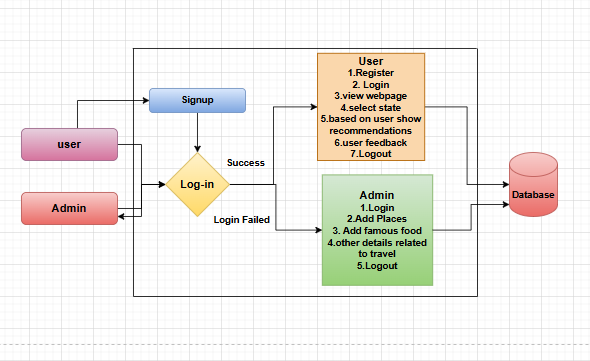 Signup
user
Admin
Log-in
Success
Login Failed
User
1.Register
2. Login
3.view webpage
4.select state
5.based on user show
recommendations
6.user feedback
7.Logout
Admin
1.Login
2.Add Places
3. Add famous food
4.other details related
to travel
5.Logout
Database